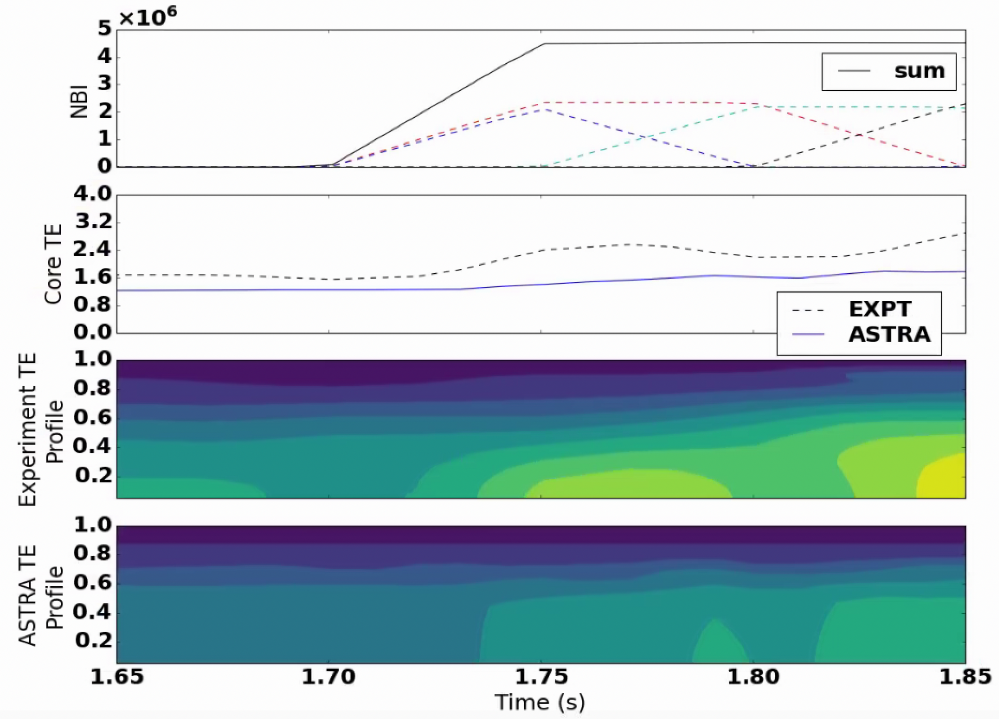 ×10⁶
5
4
3
2
1
0
NBI
sum
4.0
3.2
2.4
1.6
0.8
0.0
Core TE
EXPT
ASTRA
1.0
0.8
0.6
0.4
0.2
Experiment TE
Profile
1.0
0.8
0.6
0.4
0.2
ASTRA TE
Profile
1.65 1.70 1.75 1.80 1.85
Time (s)